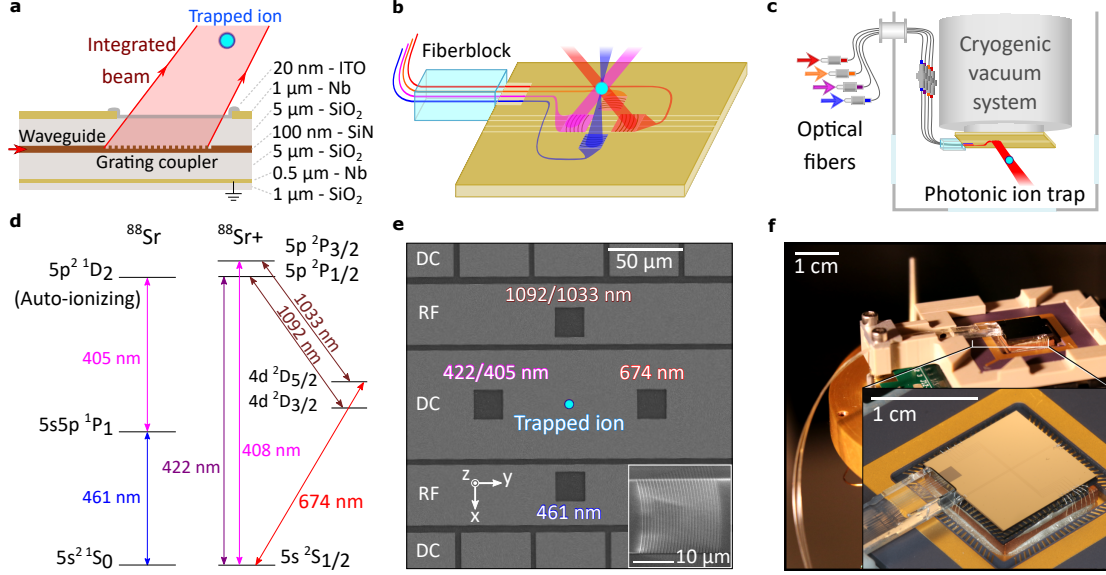 a
Trapped ion
Integrated
beam
Waveguide
Grating coupler
20 nm - ITO
1 µm - Nb
5 µm - SiO₂
100 nm - SiN
5 µm - SiO₂
0.5 µm - Nb
1 µm - SiO₂
b
Fiberblock
c
Cryogenic
vacuum
system
Optical
fibers
Photonic ion trap
d
⁸⁸Sr
⁸⁸Sr+
5p² ¹D₂
(Auto-ionizing)
405 nm
5s5p ¹P₁
461 nm
5s² ¹S₀
5p ²P₃/₂
5p ²P₁/₂
1033 nm
1092 nm
4d ²D₅/₂
4d ²D₃/₂
422 nm
408 nm
674 nm
5s ²S₁/₂
e
DC
50 µm
RF
1092/1033 nm
DC
422/405 nm
674 nm
Trapped ion
RF
z
y
x
461 nm
DC
10 µm
f
1 cm
1 cm